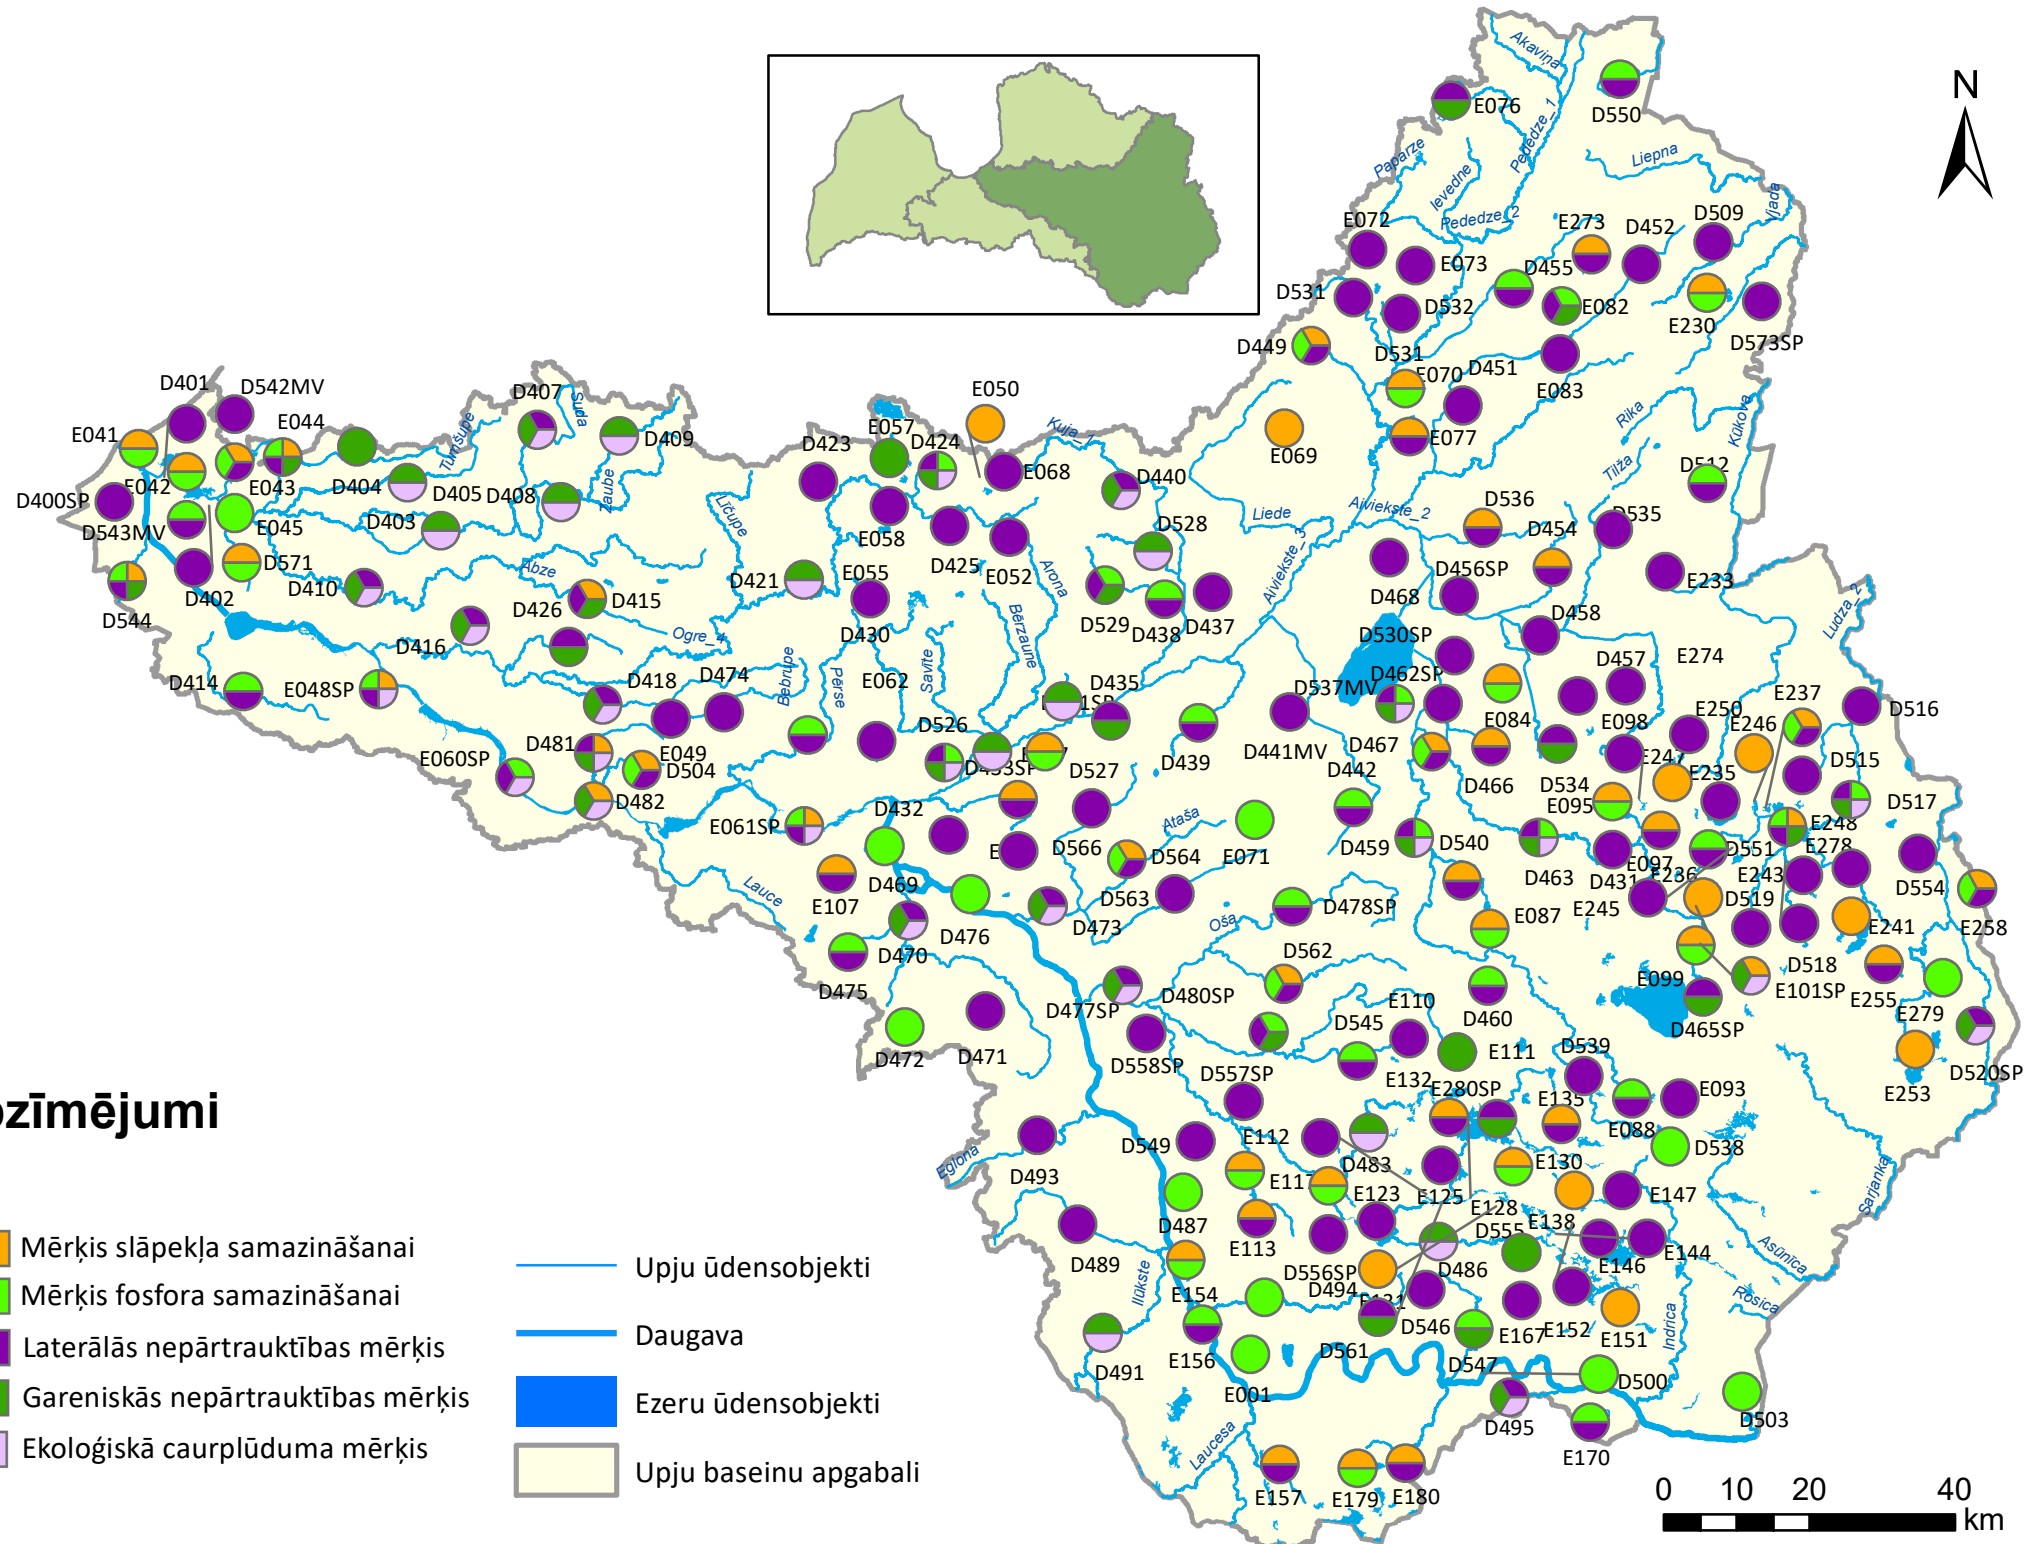 Akaviņa
N
E076
D550
Pededze_1
Paparze
Liepna
Ievedne
Vjada
E072
Pededze_2
E273
D452
D509
E073
D455
D531
D532
E082
E230
D573SP
D449
D531
D451
E070
E083
D401
D542MV
D407
Suda
E050
E041
E044
Tumšupe
D409
D423
E057
D424
Kuja_1
E077
Rika
Kūkova
E069
E042
E043
D404
D405
D408
Zaube
E068
D440
Tilža
D512
D400SP
D543MV
E045
D403
Līčupe
E058
D528
Liede
Aiviekste_2
D536
D454
D535
D571
D425
E052
Aiviekste_3
D402
D410
Abze
D421
E055
Arona
D456SP
E233
D544
D426
D415
D430
D529
D438
D437
D468
D458
Ludza_2
D416
Ogre_4
Bērzaune
D530SP
D457
E274
D414
E048SP
D418
D474
Bebrupe
Pērse
E062
Savīte
D435
D462SP
D537MV
E237
D516
D481
E049
D526
E084
E098
E250
E246
E060SP
D504
D527
D439
D441MV
D467
D466
E247
D515
D482
D442
D534
E235
E095
D517
E061SP
D432
Ataša
D459
D540
E248
E107
D566
D564
E071
D463
D431
E097
E236
D551
E278
E243
D554
Lauce
D469
D563
E245
D519
D476
D473
Oša
D478SP
E087
E241
E258
D470
D475
D562
D518
E099
E101SP
E255
D477SP
D480SP
E110
D460
E279
D465SP
D472
D471
D545
E111
D539
D558SP
D557SP
E132
E280SP
E253
D520SP
E135
E093
Apzīmējumi
E088
D549
E112
D538
Eglona
D493
D483
E130
E123
E125
E147
Sarjanka
E128
D487
D555
E138
E113
E144
Asūnīca
Mērķis slāpekļa samazināšanai
Upju ūdensobjekti
D489
D556SP
D486
E146
D494
Ilūkste
E154
Rosica
Mērķis fosfora samazināšanai
D546
E167
E152
E151
Daugava
Indrica
Laterālās nepārtrauktības mērķis
E156
D561
D547
D491
E001
D500
Gareniskās nepārtrauktības mērķis
Ezeru ūdensobjekti
D503
D495
Ekoloģiskā caurplūduma mērķis
Laucesa
E170
Upju baseinu apgabali
E157
E179
E180
0 10 20 40
km